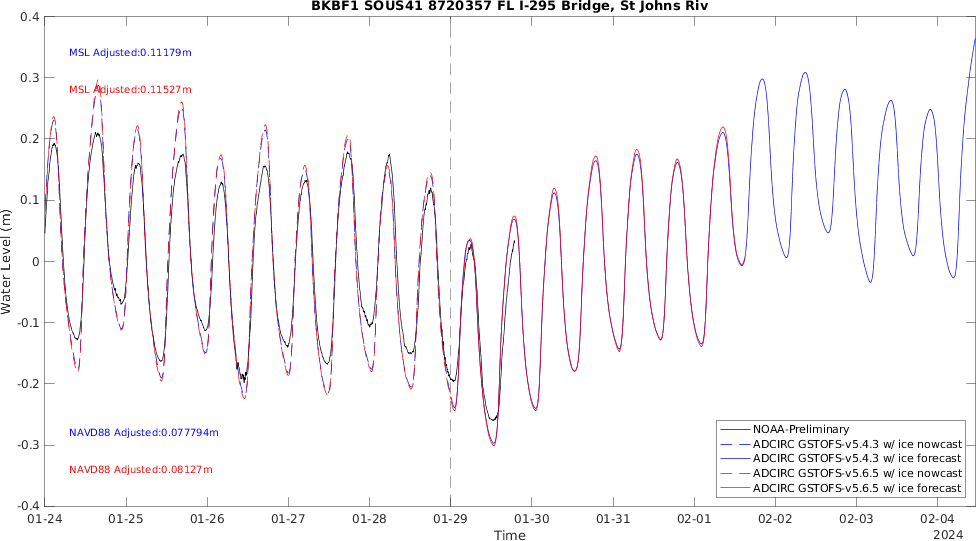 BKBF1 SOUS41 8720357 FL I-295 Bridge, St Johns Riv
0.4
0.3
0.2
0.1
0
-0.1
-0.2
-0.3
-0.4
Water Level (m)
MSL Adjusted:0.11179m
MSL Adjusted:0.11527m
NAVD88 Adjusted:0.077794m
NAVD88 Adjusted:0.08127m
NOAA-Preliminary
ADCIRC GSTOFS-v5.4.3 w/ ice nowcast
ADCIRC GSTOFS-v5.4.3 w/ ice forecast
ADCIRC GSTOFS-v5.6.5 w/ ice nowcast
ADCIRC GSTOFS-v5.6.5 w/ ice forecast
01-24 01-25 01-26 01-27 01-28 01-29 01-30 01-31 02-01 02-02 02-03 02-04
Time
2024